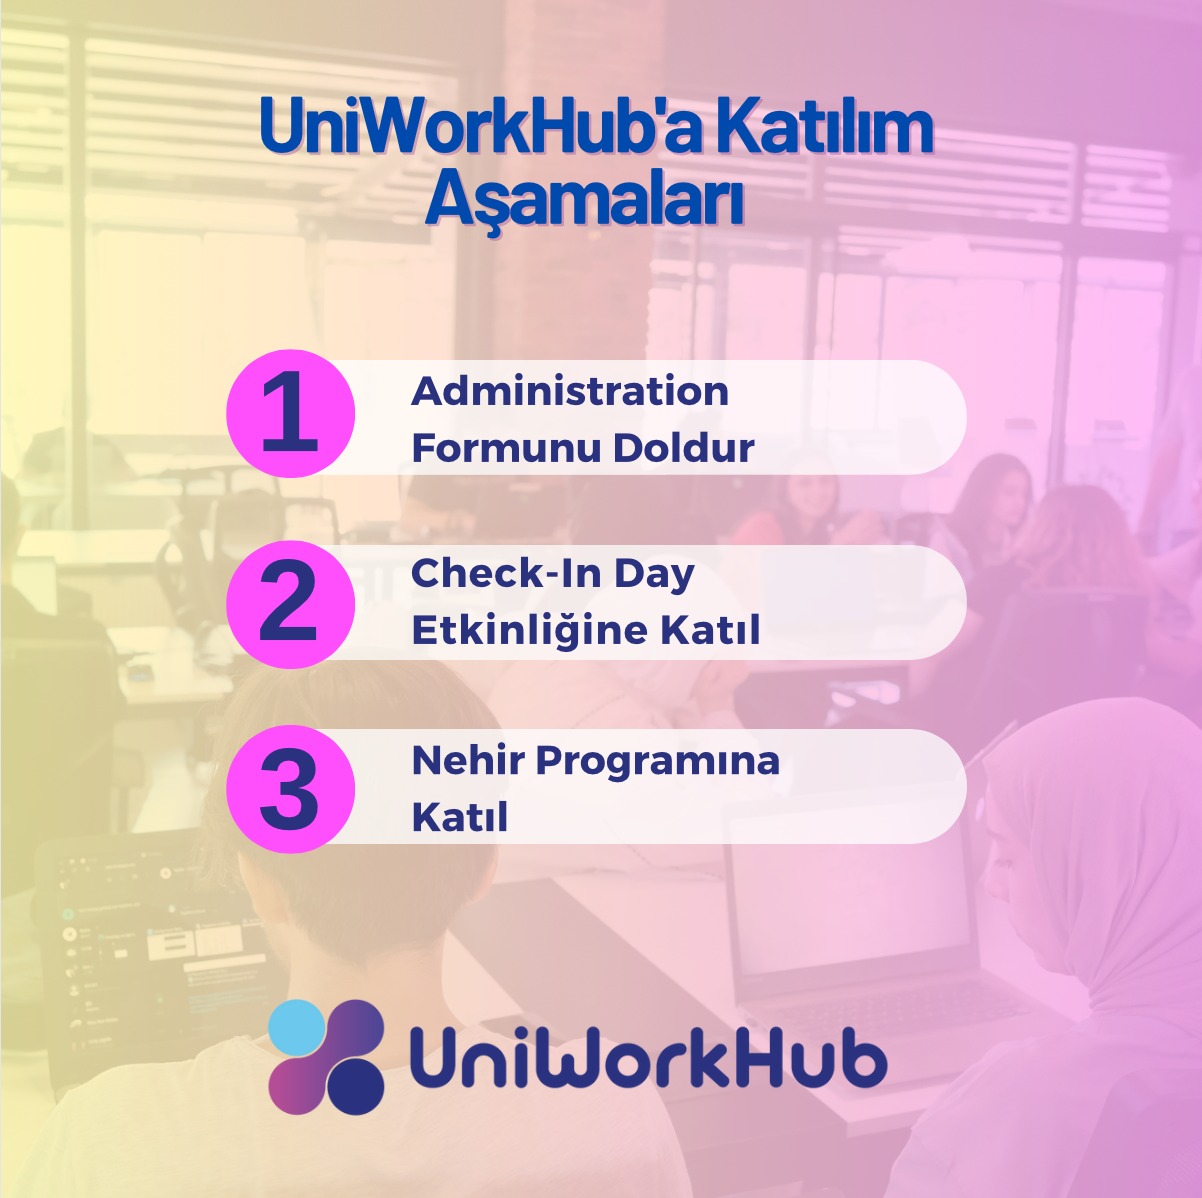 UniWorkHub'a Katılım
Aşamaları
1
Administration
Formunu Doldur
2
Check-In Day
Etkinliğine Katıl
3
Nehir Programına
Katıl
UniWorkHub